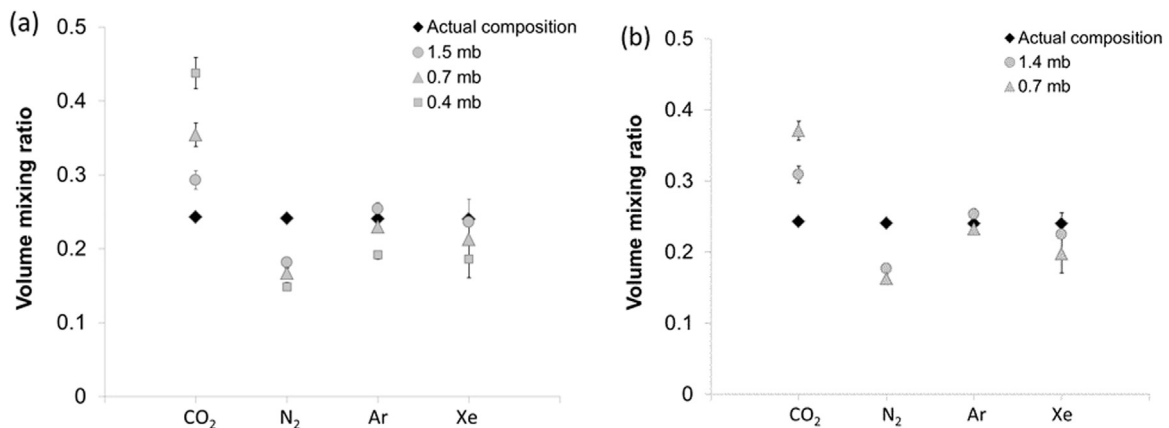 (a)
Volume mixing ratio
0.5
0.4
0.3
0.2
0.1
0
Actual composition
1.5 mb
0.7 mb
0.4 mb
CO₂ N₂ Ar Xe
(b)
Volume mixing ratio
0.5
0.4
0.3
0.2
0.1
0
Actual composition
1.4 mb
0.7 mb
CO₂ N₂ Ar Xe